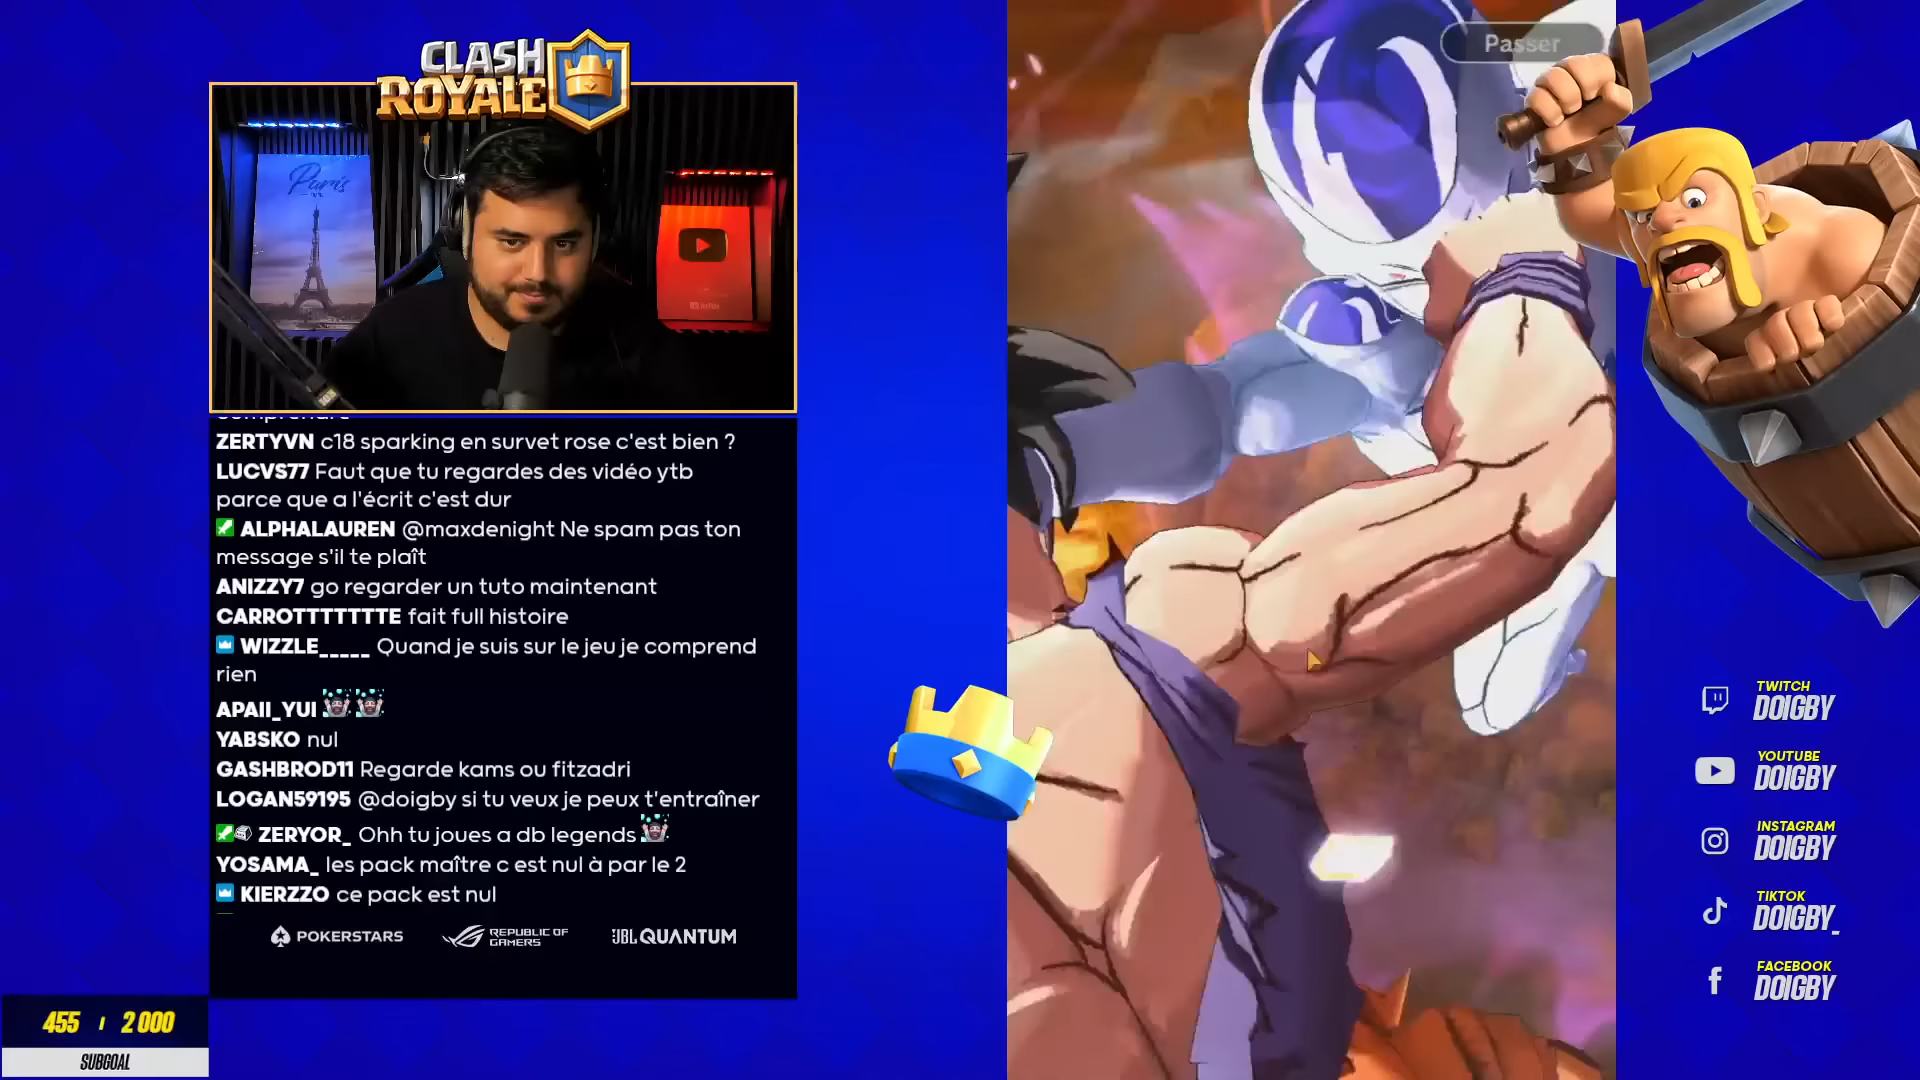 CLASH
ROYALE
Paris
Passer
ZERTYVN c18 sparking en survet rose c'est bien ?
LUCVS77 Faut que tu regardes des vidéo ytb
parce que a l'écrit c'est dur
ALPHALAUREN @maxdenight Ne spam pas ton
message s'il te plaît
ANIZZY7 go regarder un tuto maintenant
CARROTTTTTTTE fait full histoire
WIZZLE_____ Quand je suis sur le jeu je comprend
rien
APAII_YUI
YABSKO nul
GASHBROD11 Regarde kams ou fitzadri
LOGAN59195 @doigby si tu veux je peux t'entraîner
ZERYOR_ Ohh tu joues a db legends
YOSAMA_ les pack maître c est nul à par le 2
KIERZZO ce pack est nul
POKERSTARS
REPUBLIC OF
GAMERS
JBL QUANTUM
455 / 2 000
SUBGOAL
TWITCH
DOIGBY
YOUTUBE
DOIGBY
INSTAGRAM
DOIGBY
TIKTOK
DOIGBY_
FACEBOOK
DOIGBY